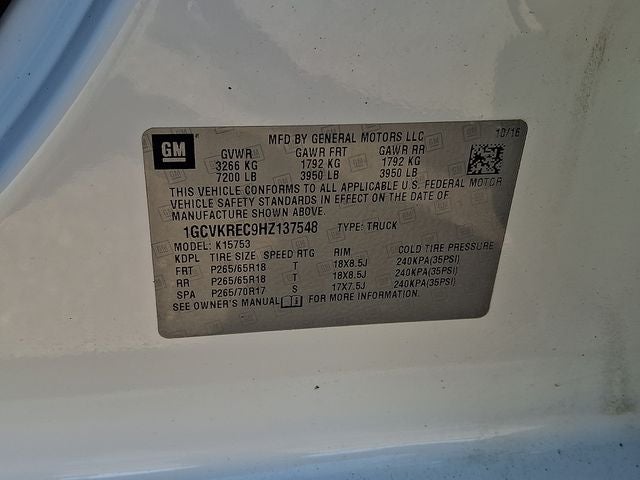 GM
MFD BY GENERAL MOTORS LLC
10/16
GVWR GAWR FRT GAWR RR
3266 KG 1792 KG 1792 KG
7200 LB 3950 LB 3950 LB
THIS VEHICLE CONFORMS TO ALL APPLICABLE U.S. FEDERAL MOTOR
VEHICLE SAFETY STANDARDS IN EFFECT ON THE DATE OF
MANUFACTURE SHOWN ABOVE.
1GCVKREC9HZ137548 TYPE: TRUCK
MODEL: K15753
KDPL TIRE SIZE SPEED RTG RIM COLD TIRE PRESSURE
FRT P265/65R18 T 18X8.5J 240KPA(35PSI)
RR P265/65R18 T 18X8.5J 240KPA(35PSI)
SPA P265/70R17 S 17X7.5J 240KPA(35PSI)
SEE OWNER'S MANUAL FOR MORE INFORMATION.